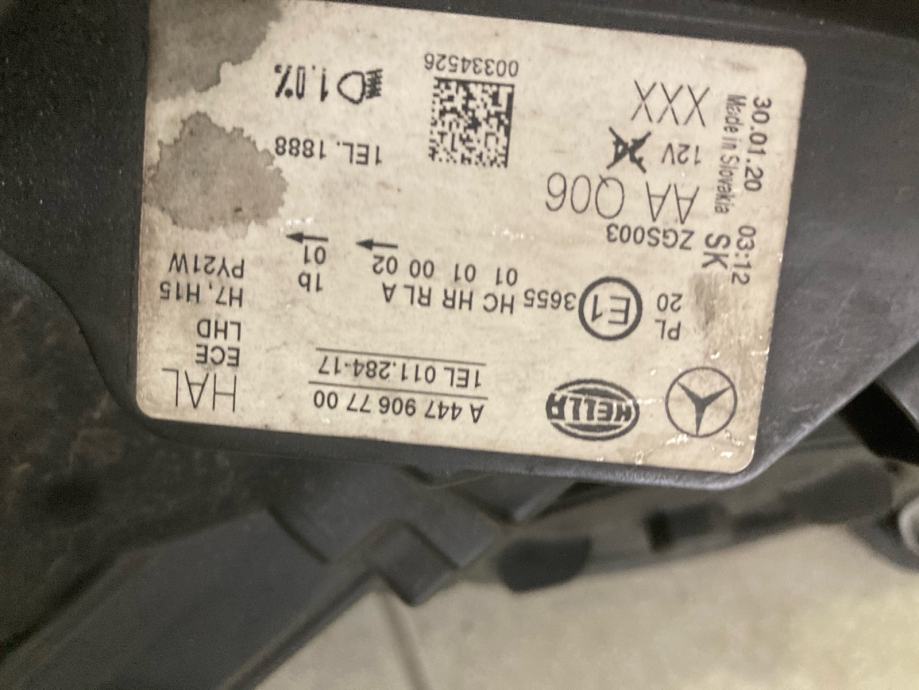 HELLA
A 447 906 77 00
1EL 011.284-17
HAL
ECE
LHD
H7, H15
PY21W
PL
20
E1
3655 HC HR RL A
01 01 00 02
1b
01
ZGS003
SK
AA Q06
12V
XXX
1EL. 1888
1.0%
00334526
30.01.20 03:12
Made in Slovakia